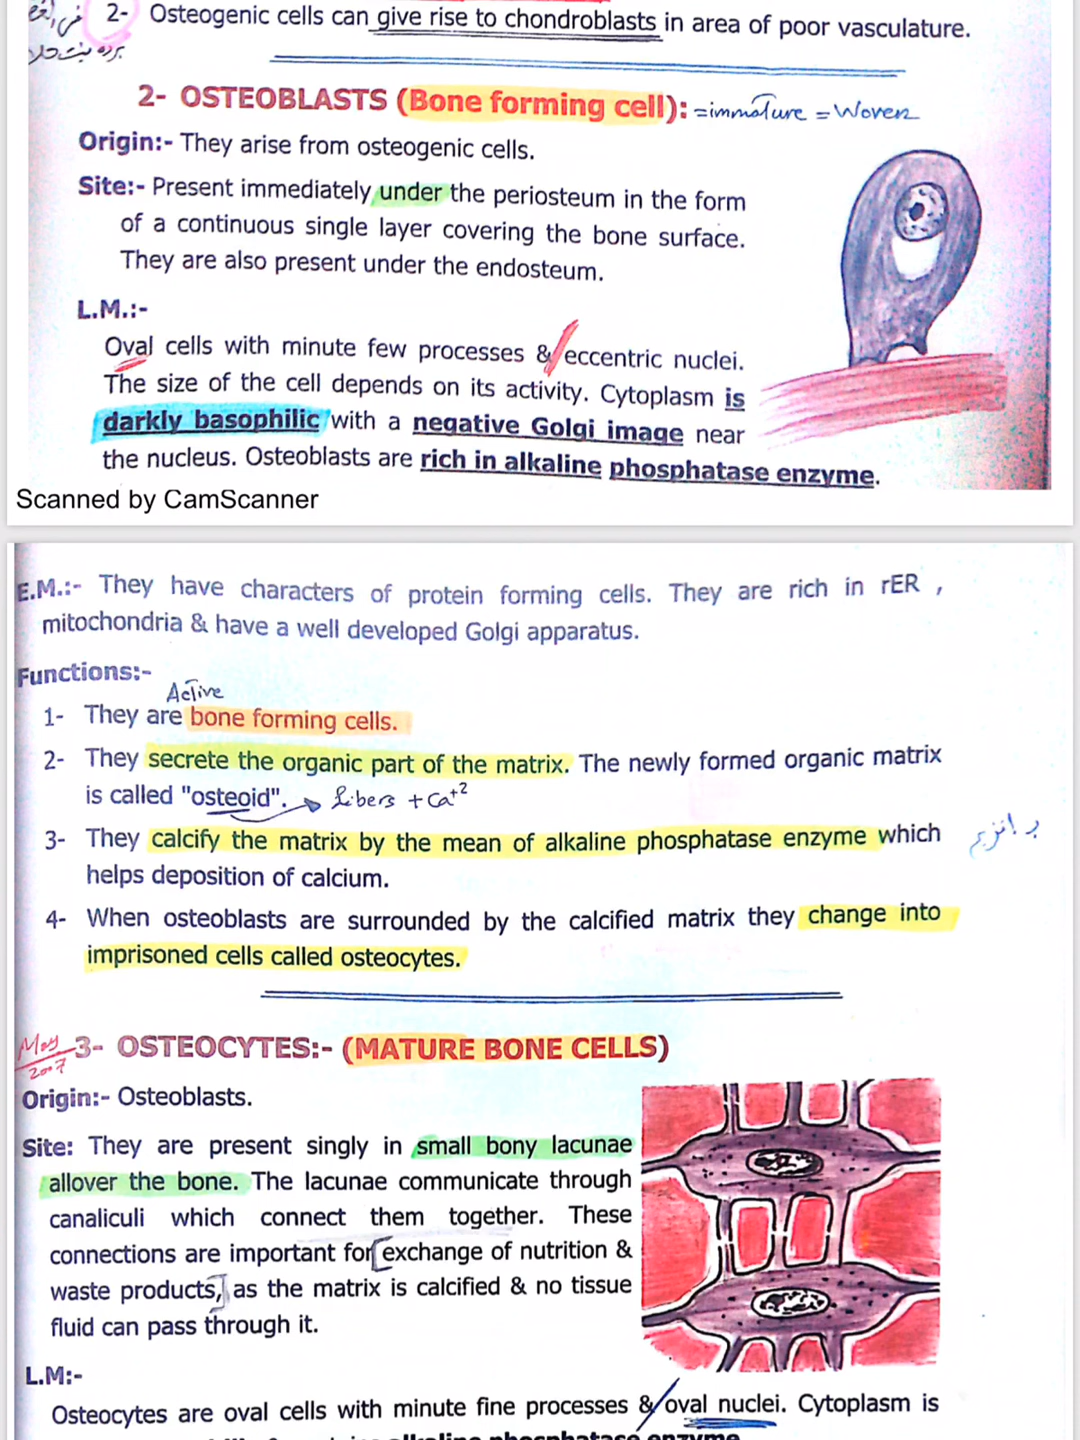 2- Osteogenic cells can give rise to chondroblasts in area of poor vasculature.
2- OSTEOBLASTS (Bone forming cell): =immature = Woven
Origin:- They arise from osteogenic cells.
Site:- Present immediately under the periosteum in the form
of a continuous single layer covering the bone surface.
They are also present under the endosteum.
L.M.:-
Oval cells with minute few processes & eccentric nuclei.
The size of the cell depends on its activity. Cytoplasm is
darkly basophilic with a negative Golgi image near
the nucleus. Osteoblasts are rich in alkaline phosphatase enzyme.
Scanned by CamScanner
E.M.:- They have characters of protein forming cells. They are rich in rER ,
mitochondria & have a well developed Golgi apparatus.
Functions:-
Active
1- They are bone forming cells.
2- They secrete the organic part of the matrix. The newly formed organic matrix
is called "osteoid". fibers + Ca+2
3- They calcify the matrix by the mean of alkaline phosphatase enzyme which
helps deposition of calcium.
4- When osteoblasts are surrounded by the calcified matrix they change into
imprisoned cells called osteocytes.
May 2007
3- OSTEOCYTES:- (MATURE BONE CELLS)
Origin:- Osteoblasts.
Site: They are present singly in small bony lacunae
allover the bone. The lacunae communicate through
canaliculi which connect them together. These
connections are important for exchange of nutrition &
waste products, as the matrix is calcified & no tissue
fluid can pass through it.
L.M:-
Osteocytes are oval cells with minute fine processes & oval nuclei. Cytoplasm is
alkaline phosphatase enzyme